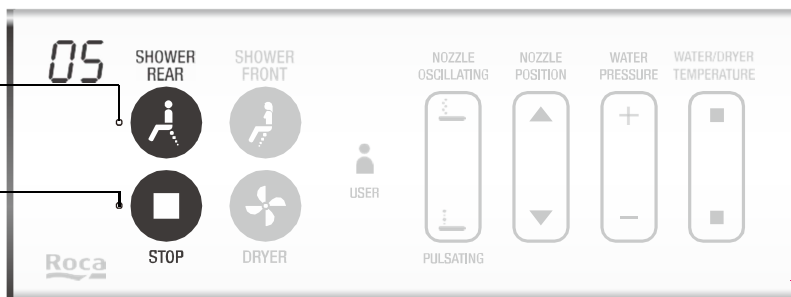 05
SHOWER
REAR
SHOWER
FRONT
NOZZLE
OSCILLATING
NOZZLE
POSITION
WATER
PRESSURE
WATER/DRYER
TEMPERATURE
USER
STOP
DRYER
PULSATING
Roca